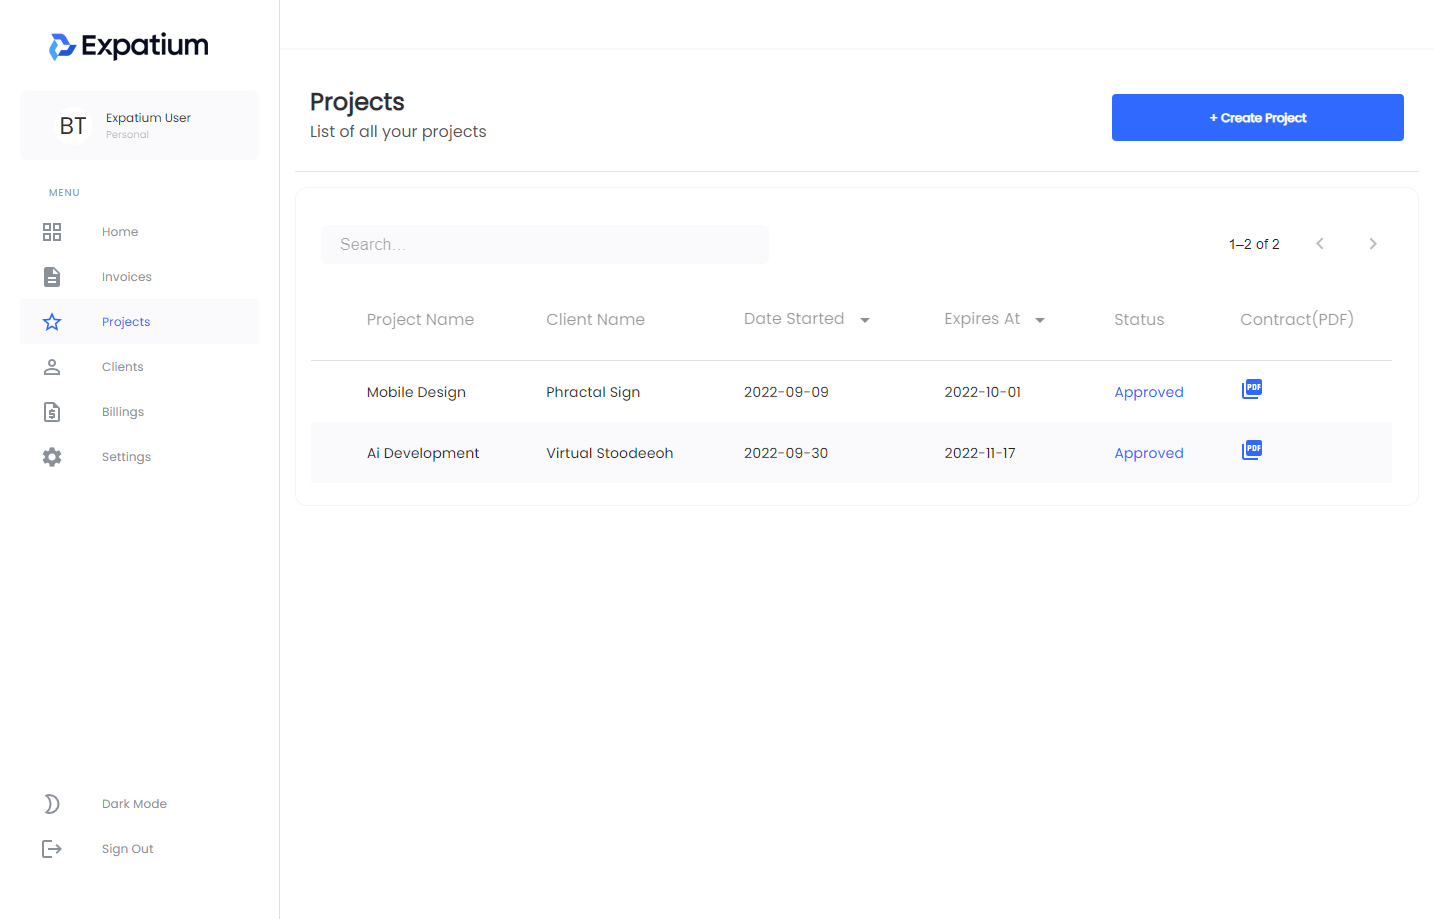 Expatium
BT
Expatium User
Personal
MENU
Home
Invoices
Projects
Clients
Billings
Settings
Dark Mode
Sign Out
Projects
List of all your projects
+ Create Project
Search...
1–2 of 2
Project Name Client Name Date Started Expires At Status Contract(PDF)
Mobile Design Phractal Sign 2022-09-09 2022-10-01 Approved PDF
Ai Development Virtual Stoodeeoh 2022-09-30 2022-11-17 Approved PDF